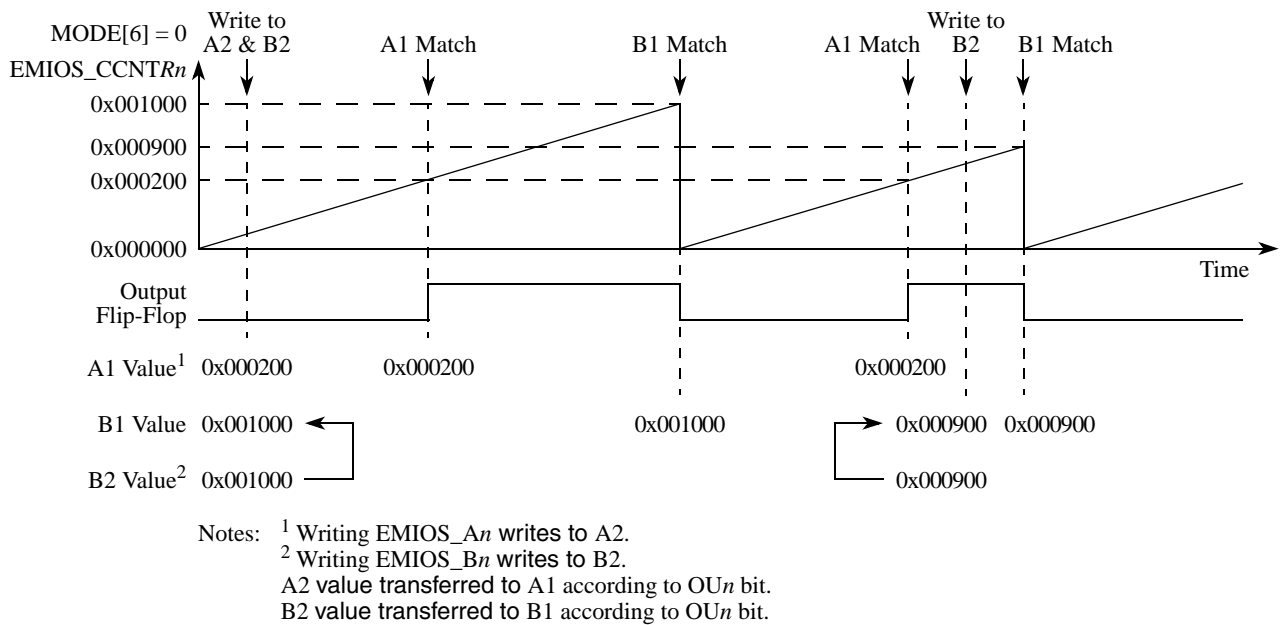 MODE[6] = 0
Write to
A2 & B2
A1 Match
B1 Match
A1 Match
Write to
B2
B1 Match
EMIOS_CCNTRn
0x001000
0x000900
0x000200
0x000000
Time
Output
Flip-Flop
A1 Value1 0x000200 0x000200 0x000200
B1 Value 0x001000 0x001000 0x000900 0x000900
B2 Value2 0x001000 0x000900
Notes: 1 Writing EMIOS_An writes to A2.
2 Writing EMIOS_Bn writes to B2.
A2 value transferred to A1 according to OUn bit.
B2 value transferred to B1 according to OUn bit.